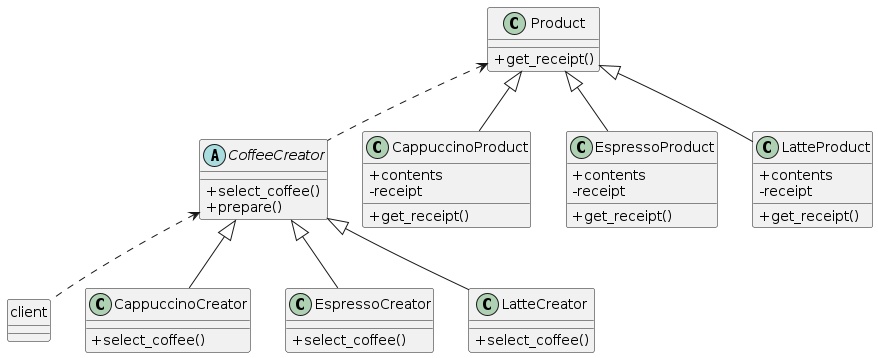 C Product
+get_receipt()
A CoffeeCreator
+select_coffee()
+prepare()
C CappuccinoProduct
+contents
-receipt
+get_receipt()
C EspressoProduct
+contents
-receipt
+get_receipt()
C LatteProduct
+contents
-receipt
+get_receipt()
client
C CappuccinoCreator
+select_coffee()
C EspressoCreator
+select_coffee()
C LatteCreator
+select_coffee()